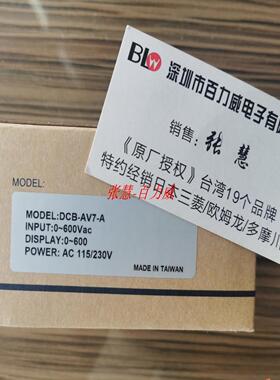 BLW 深圳市百力威电子有
销售: 张慧
《原厂授权》台湾19个品牌
特约经销日本三菱/欧姆龙/多摩川
张慧-百力威
MODEL:
MODEL:DCB-AV7-A
INPUT:0~600Vac
DISPLAY:0~600
POWER: AC 115/230V
MADE IN TAIWAN